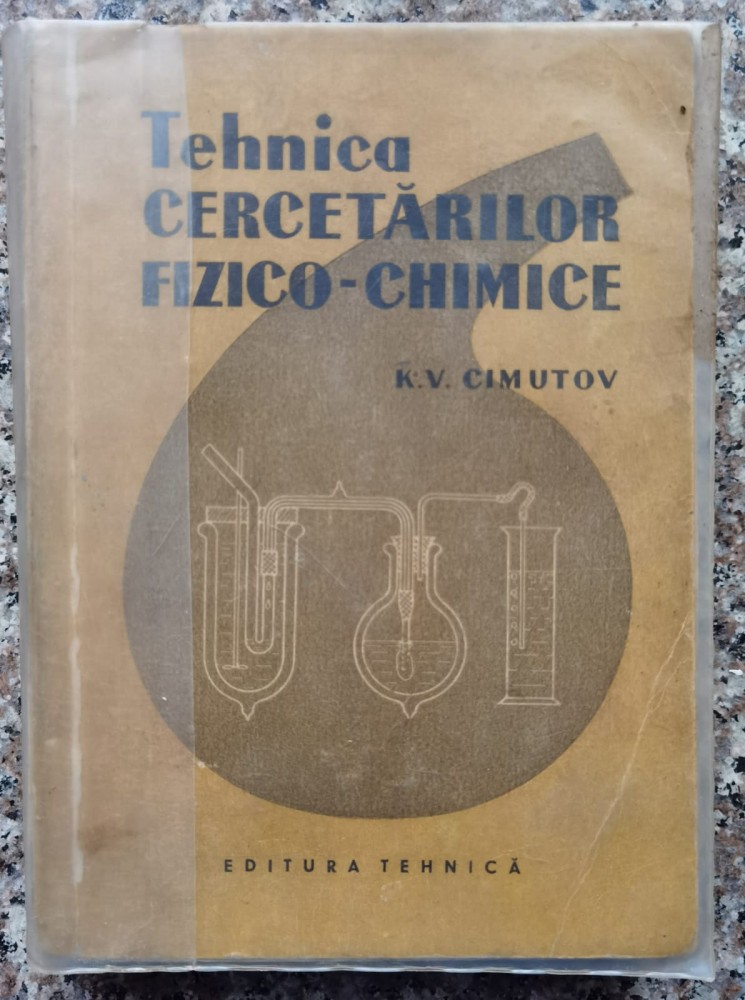 Tehnica
CERCETĂRILOR
FIZICO-CHIMICE
K.V. CIMUTOV
EDITURA TEHNICĂ